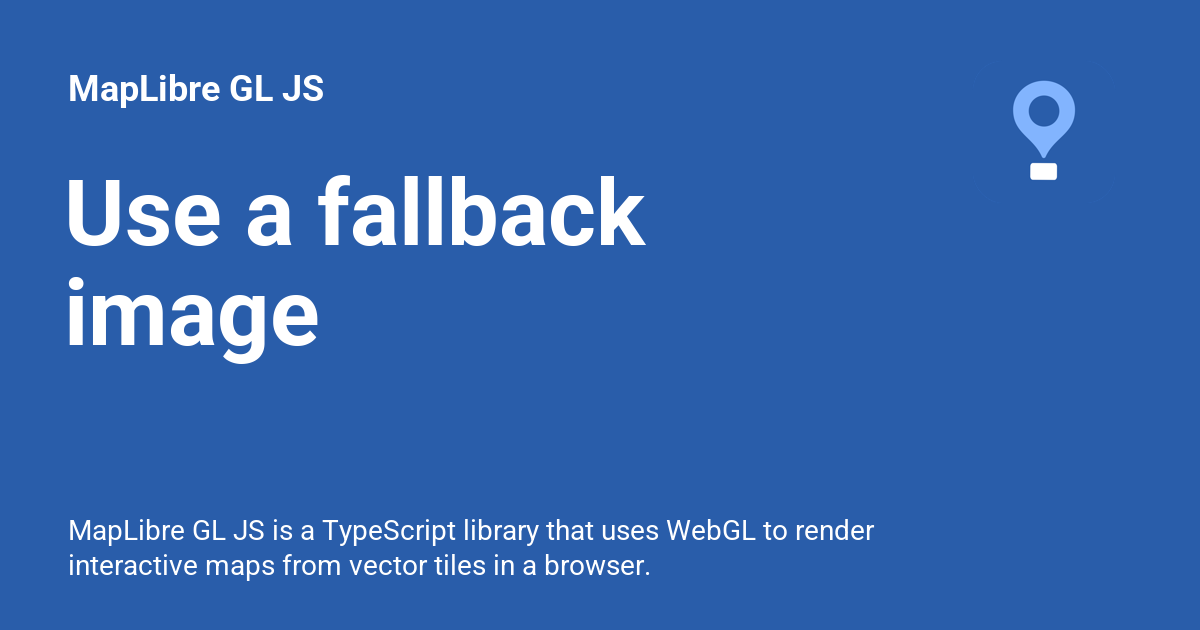 MapLibre GL JS
Use a fallback
image
MapLibre GL JS is a TypeScript library that uses WebGL to render
interactive maps from vector tiles in a browser.